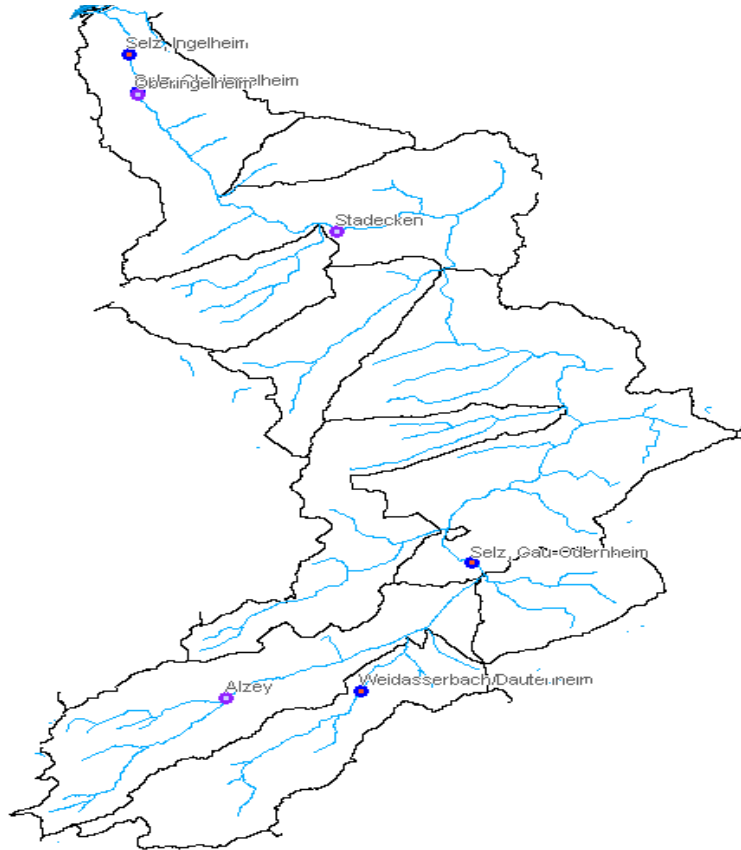 Selz, Ingelheim
Oberingelheim
Stadecken
Selz, Gau-Odernheim
Alzey
Weidasserbach/Dautenheim